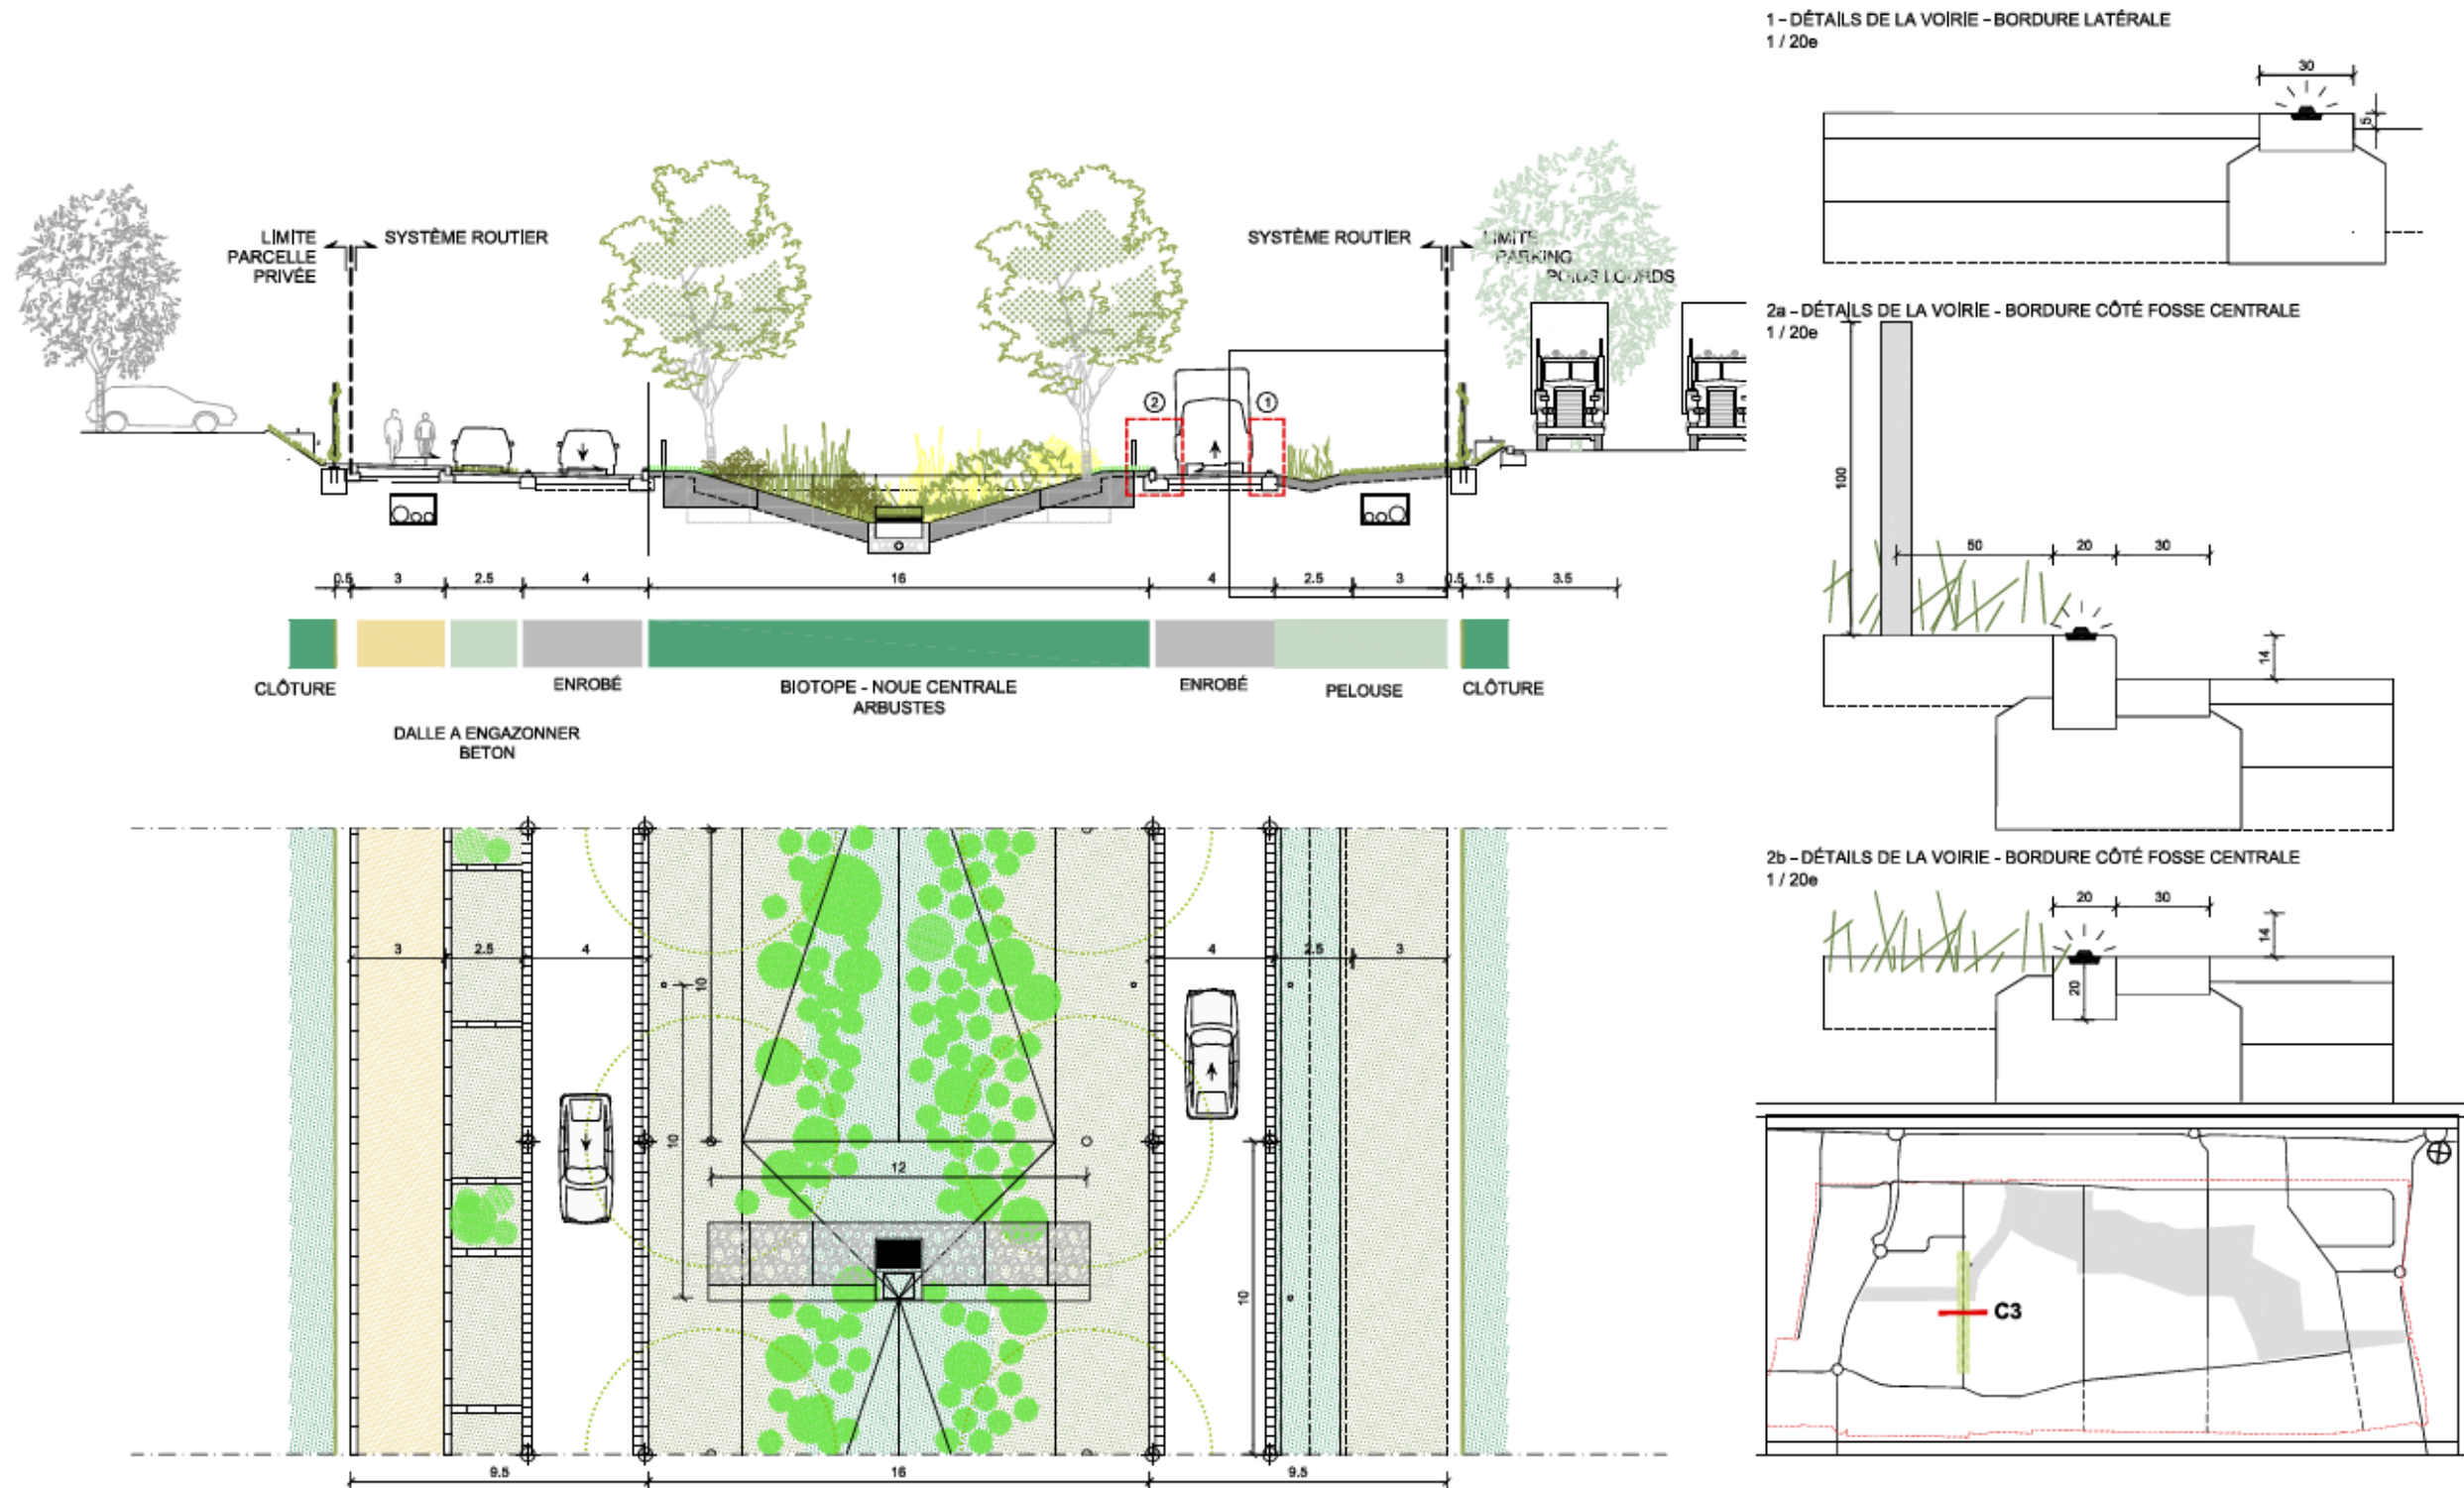 1 - DÉTAILS DE LA VOIRIE - BORDURE LATÉRALE
1 / 20e
30
5
LIMITE
PARCELLE
PRIVÉE
SYSTÈME ROUTIER
SYSTÈME ROUTIER
LIMITE
PARKING
POIDS LOURDS
2
1
0.5
3
2.5
4
16
4
2.5
3
0.5
1.5
3.5
CLÔTURE
ENROBÉ
BIOTOPE - NOUE CENTRALE
ARBUSTES
ENROBÉ
PELOUSE
CLÔTURE
DALLE A ENGAZONNER
BETON
2a - DÉTAILS DE LA VOIRIE - BORDURE CÔTÉ FOSSE CENTRALE
1 / 20e
100
50
20
30
14
2b - DÉTAILS DE LA VOIRIE - BORDURE CÔTÉ FOSSE CENTRALE
1 / 20e
20
30
14
20
3
2.5
4
10
10
12
4
2.5
3
10
9.5
16
9.5
C3